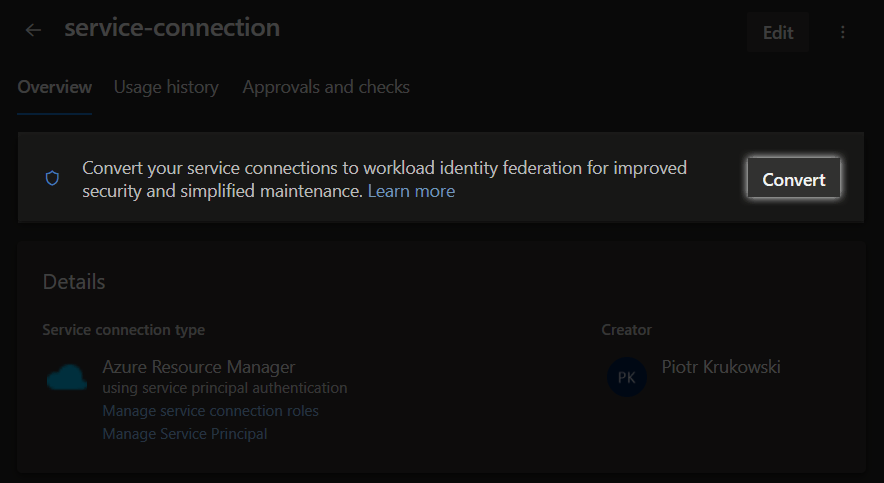 service-connection
Edit
Overview
Usage history
Approvals and checks
Convert your service connections to workload identity federation for improved
security and simplified maintenance. Learn more
Convert
Details
Service connection type
Creator
Azure Resource Manager
using service principal authentication
Manage service connection roles
Manage Service Principal
PK
Piotr Krukowski